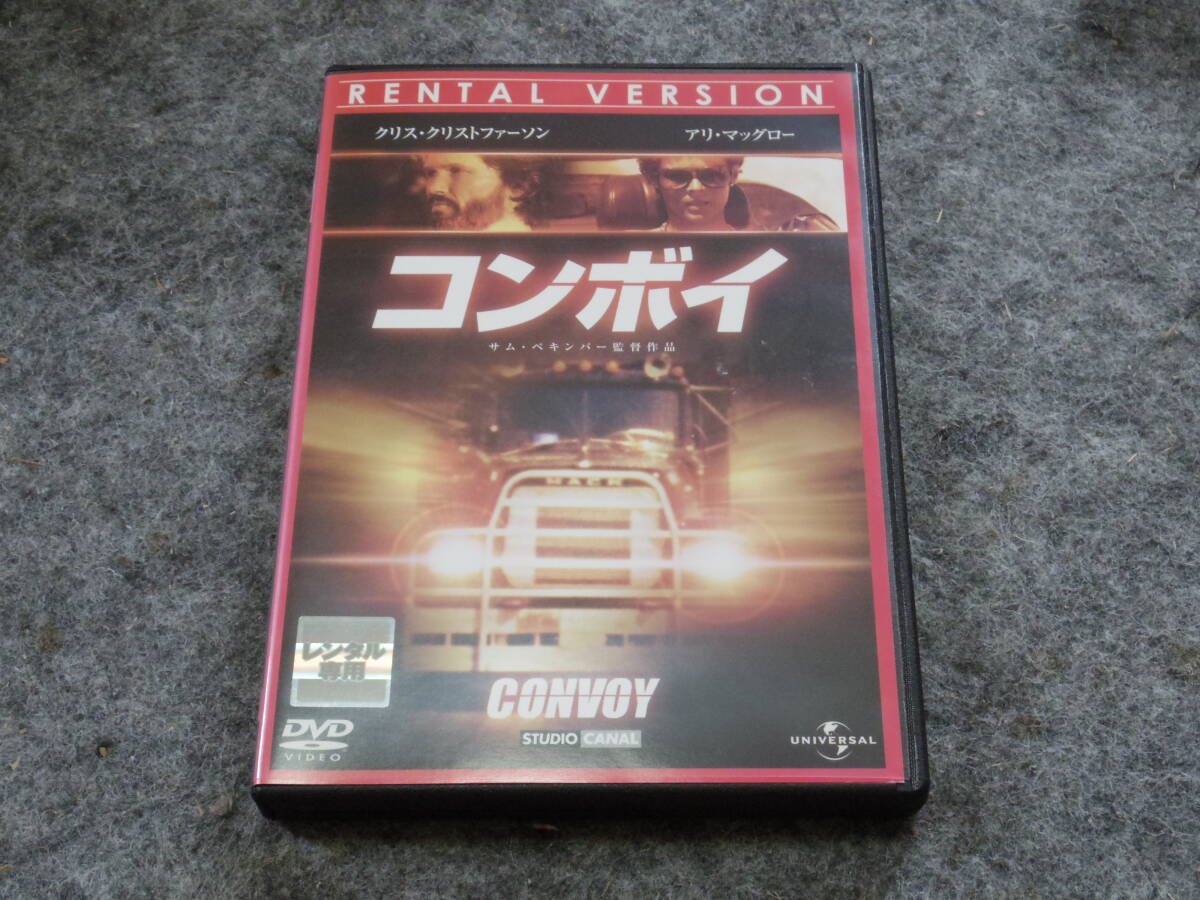 RENTAL VERSION
クリス・クリストファーソン アリ・マッグロー
コンボイ
サム・ペキンパー監督作品
MACK
レンタル
専用
CONVOY
DVD
VIDEO
STUDIO CANAL
UNIVERSAL